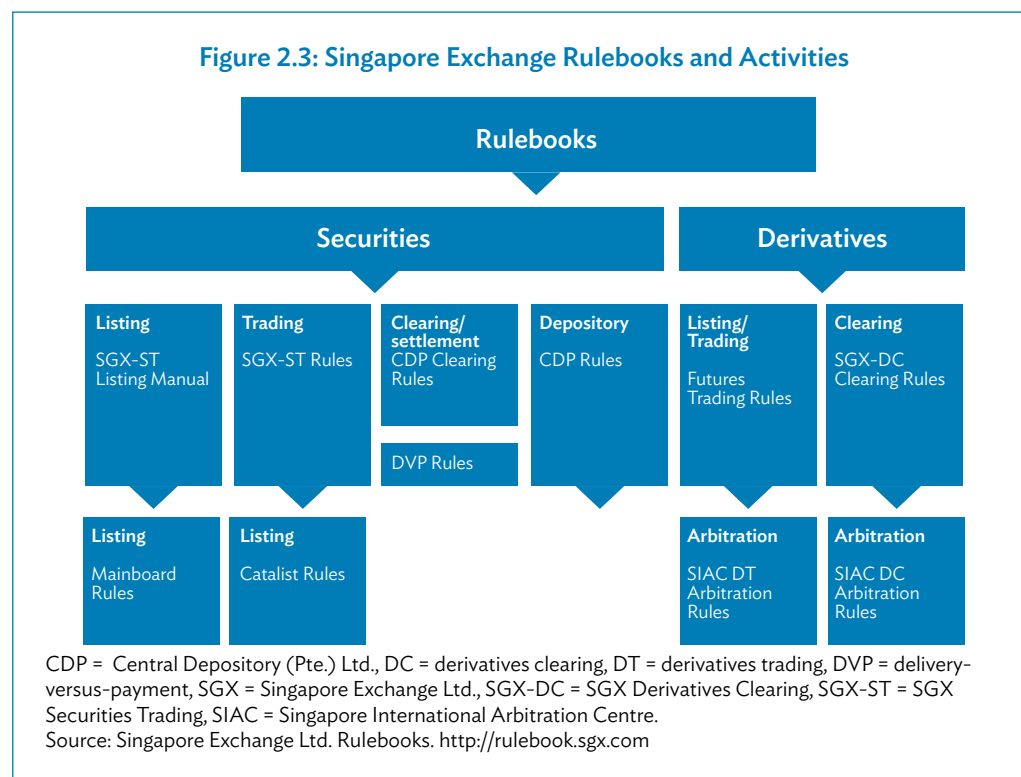 Figure 2.3: Singapore Exchange Rulebooks and Activities
Rulebooks
Securities
Derivatives
Listing
SGX-ST
Listing Manual
Trading
SGX-ST Rules
Clearing/
settlement
CDP Clearing
Rules
DVP Rules
Depository
CDP Rules
Listing/
Trading
Futures
Trading Rules
Clearing
SGX-DC
Clearing Rules
Listing
Mainboard
Rules
Listing
Catalist Rules
Arbitration
SIAC DT
Arbitration
Rules
Arbitration
SIAC DC
Arbitration
Rules
CDP = Central Depository (Pte.) Ltd., DC = derivatives clearing, DT = derivatives trading, DVP = delivery-
versus-payment, SGX = Singapore Exchange Ltd., SGX-DC = SGX Derivatives Clearing, SGX-ST = SGX
Securities Trading, SIAC = Singapore International Arbitration Centre.
Source: Singapore Exchange Ltd. Rulebooks. http://rulebook.sgx.com